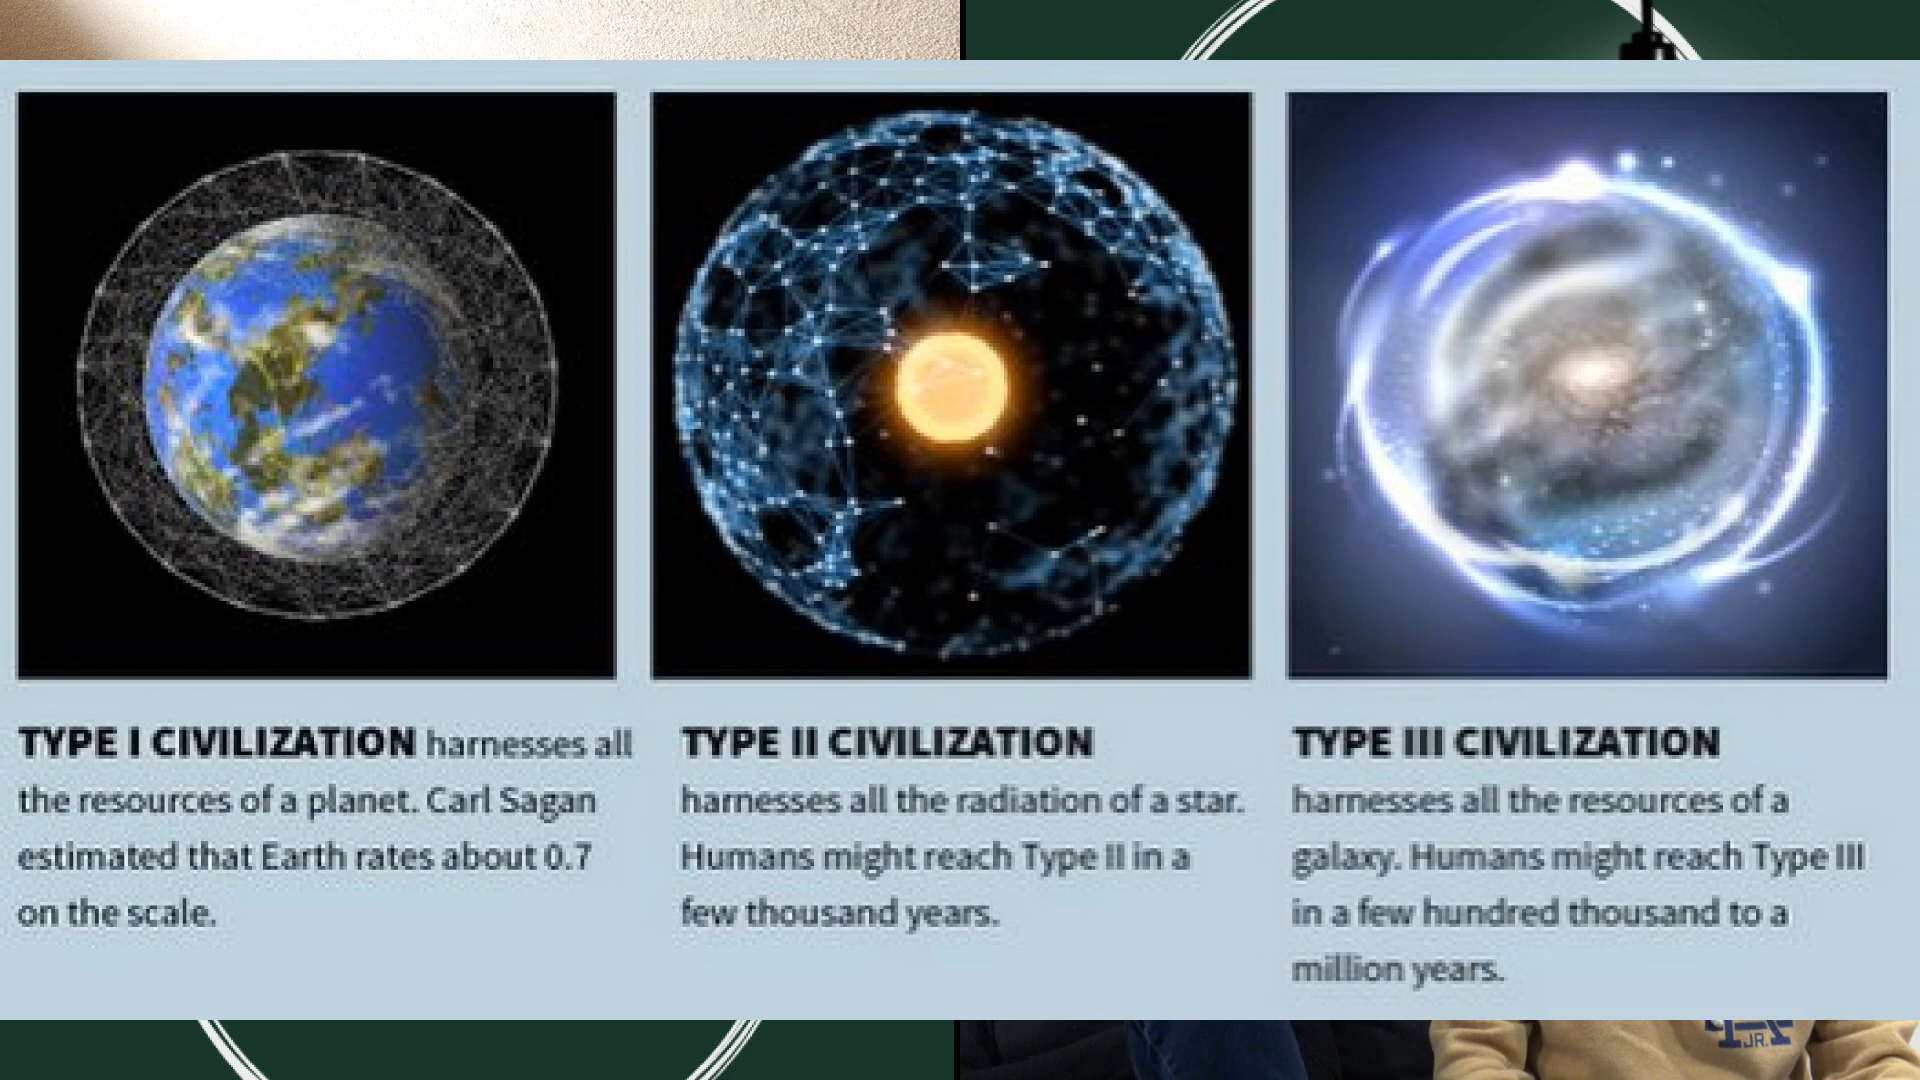 TYPE I CIVILIZATION harnesses all
the resources of a planet. Carl Sagan
estimated that Earth rates about 0.7
on the scale.
TYPE II CIVILIZATION
harnesses all the radiation of a star.
Humans might reach Type II in a
few thousand years.
TYPE III CIVILIZATION
harnesses all the resources of a
galaxy. Humans might reach Type III
in a few hundred thousand to a
million years.
JR.